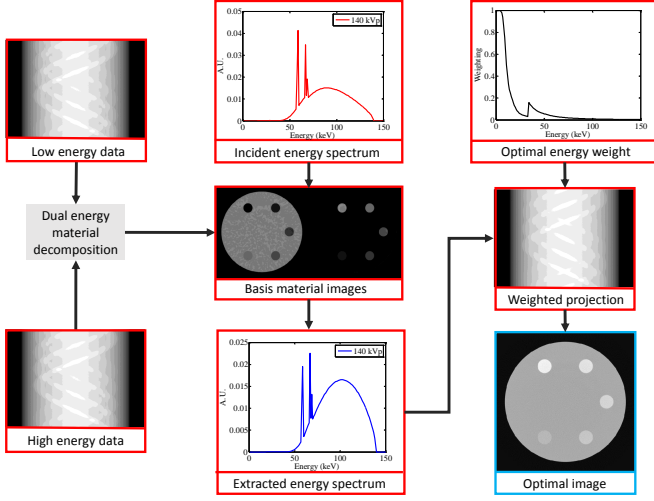 0.05
0.04
0.03
0.02
0.01
0
A.U.
140 kVp
0
50
100
150
Energy (keV)
Incident energy spectrum
1
0.8
0.6
0.4
0.2
0
Weighting
0
50
100
150
Energy (keV)
Optimal energy weight
Low energy data
Dual energy
material
decomposition
Basis material images
Weighted projection
High energy data
0.025
0.02
0.015
0.01
0.005
0
A.U.
140 kVp
0
50
100
150
Energy (keV)
Extracted energy spectrum
Optimal image